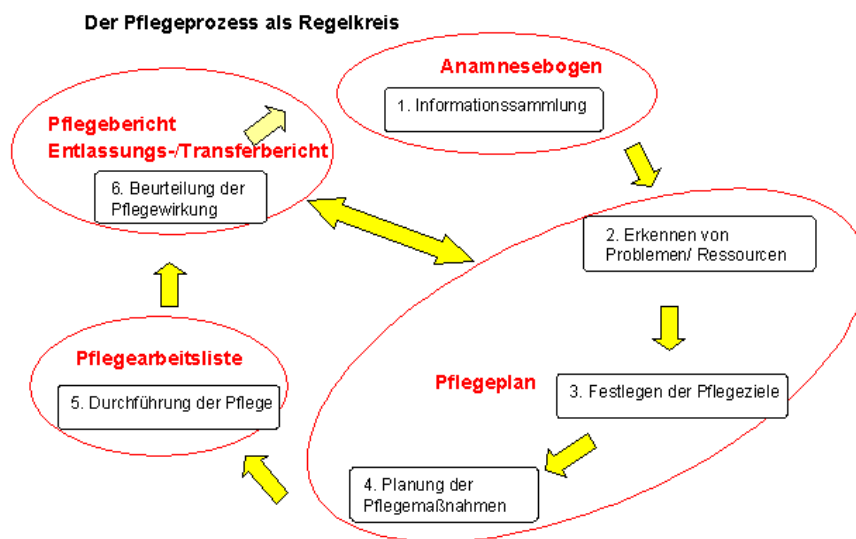 Der Pflegeprozess als Regelkreis
Anamnesebogen
1. Informationssammlung
2. Erkennen von
Problemen/ Ressourcen
3. Festlegen der Pflegeziele
Pflegeplan
4. Planung der
Pflegemaßnahmen
Pflegearbeitsliste
5. Durchführung der Pflege
Pflegebericht
Entlassungs-/Transferbericht
6. Beurteilung der
Pflegewirkung